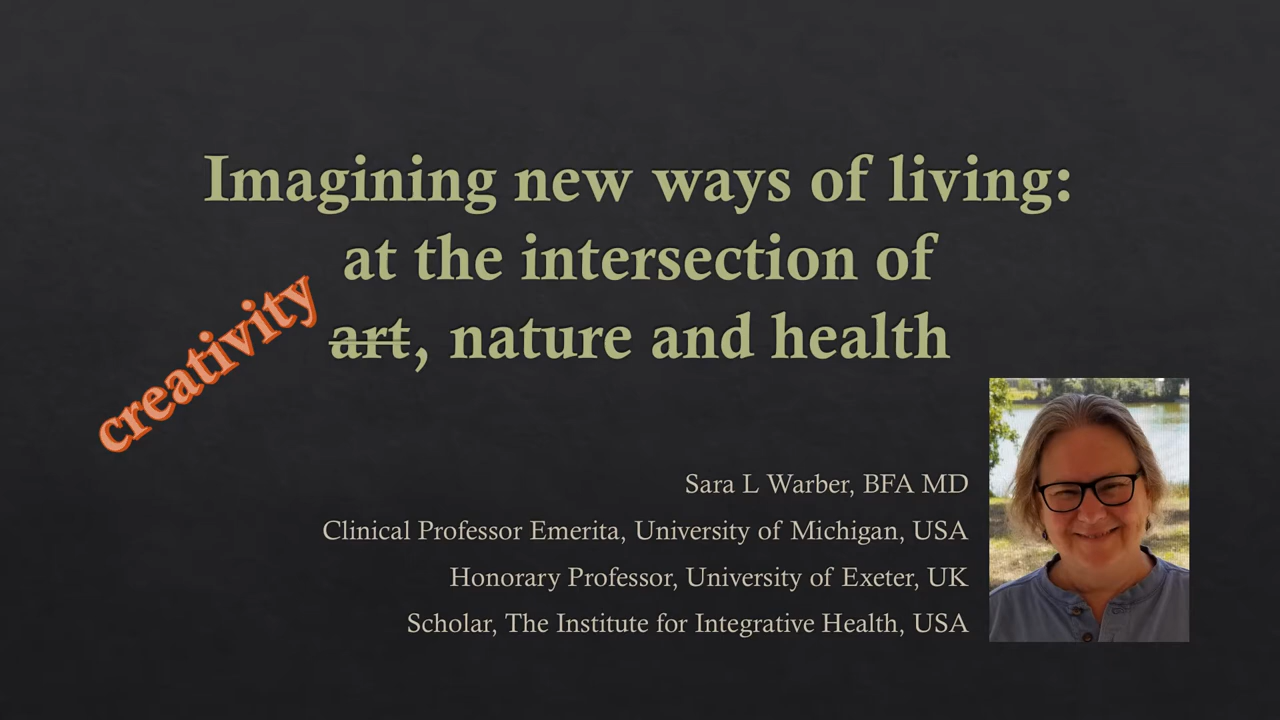 Imagining new ways of living:
at the intersection of
creativity
art, nature and health
Sara L Warber, BFA MD
Clinical Professor Emerita, University of Michigan, USA
Honorary Professor, University of Exeter, UK
Scholar, The Institute for Integrative Health, USA